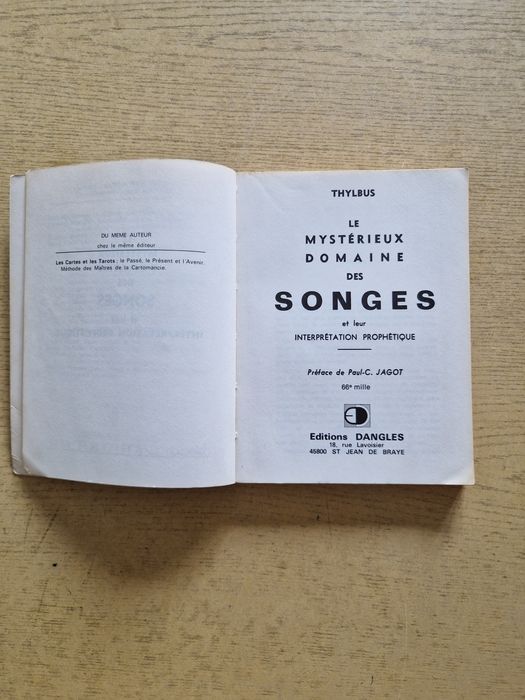 DU MEME AUTEUR
chez le même éditeur
Les Cartes et les Tarots : le Passé, le Présent et l'Avenir.
Méthode des Maîtres de la Cartomancie.
THYLBUS
LE
MYSTÉRIEUX
DOMAINE
DES
SONGES
et leur
INTERPRÉTATION PROPHÉTIQUE
Préface de Paul-C. JAGOT
66e mille
Editions DANGLES
18, rue Lavoisier
45800 ST JEAN DE BRAYE